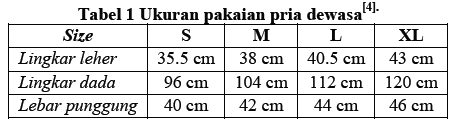 Tabel 1 Ukuran pakaian pria dewasa[4].
Size S M L XL
Lingkar leher 35.5 cm 38 cm 40.5 cm 43 cm
Lingkar dada 96 cm 104 cm 112 cm 120 cm
Lebar punggung 40 cm 42 cm 44 cm 46 cm